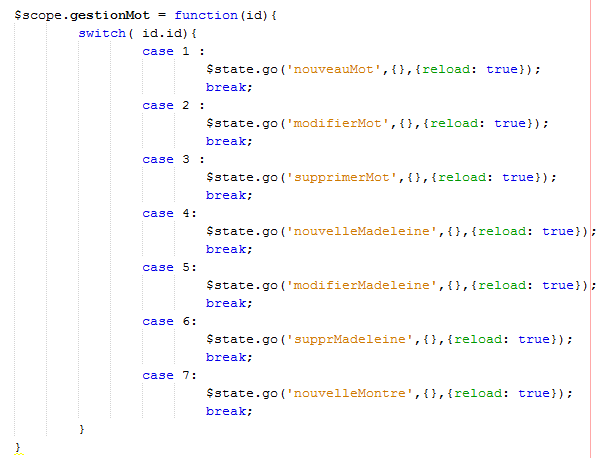 $scope.gestionMot = function(id){
switch( id.id){
case 1 :
$state.go('nouveauMot',{},{reload: true});
break;
case 2 :
$state.go('modifierMot',{},{reload: true});
break;
case 3 :
$state.go('supprimerMot',{},{reload: true});
break;
case 4:
$state.go('nouvelleMadeleine',{},{reload: true});
break;
case 5:
$state.go('modifierMadeleine',{},{reload: true});
break;
case 6:
$state.go('supprMadeleine',{},{reload: true});
break;
case 7:
$state.go('nouvelleMontre',{},{reload: true});
break;
}
}